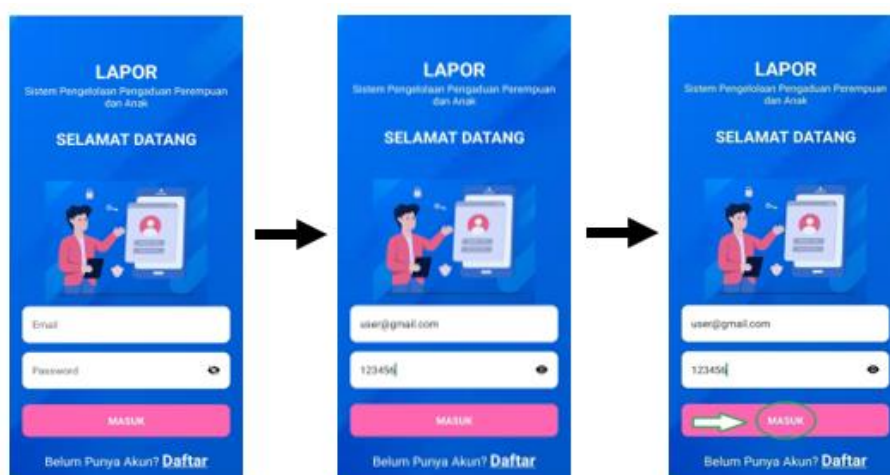 LAPOR
Sistem Pengelolaan Pengaduan Perempuan
dan Anak
SELAMAT DATANG
Email
Password
MASUK
Belum Punya Akun? Daftar
LAPOR
Sistem Pengelolaan Pengaduan Perempuan
dan Anak
SELAMAT DATANG
user@gmail.com
123456
MASUK
Belum Punya Akun? Daftar
LAPOR
Sistem Pengelolaan Pengaduan Perempuan
dan Anak
SELAMAT DATANG
user@gmail.com
123456
MASUK
Belum Punya Akun? Daftar